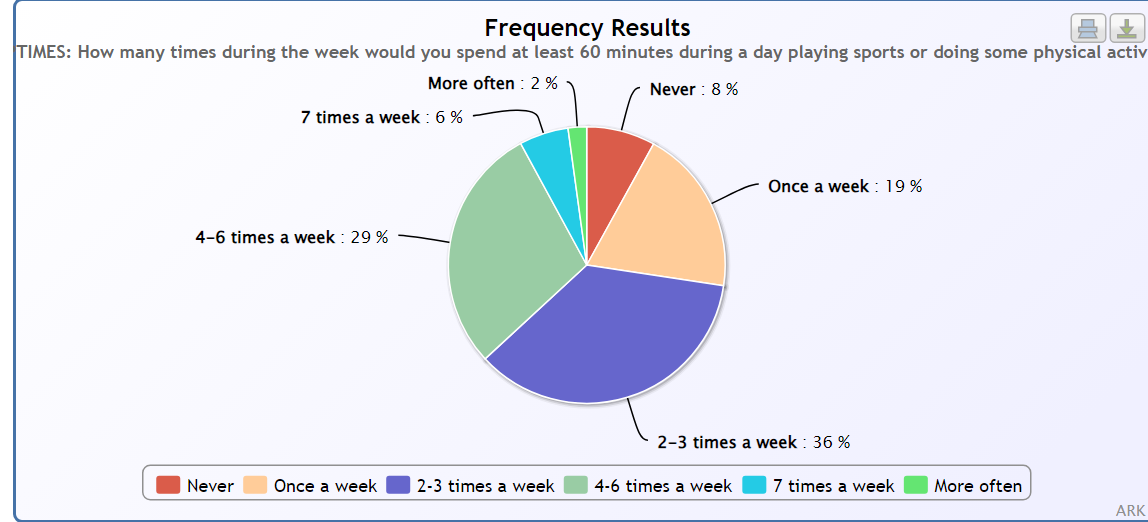 Frequency Results
TIMES: How many times during the week would you spend at least 60 minutes during a day playing sports or doing some physical activ
More often : 2 %
Never : 8 %
7 times a week : 6 %
Once a week : 19 %
4-6 times a week : 29 %
2-3 times a week : 36 %
Never Once a week 2-3 times a week 4-6 times a week 7 times a week More often
ARK